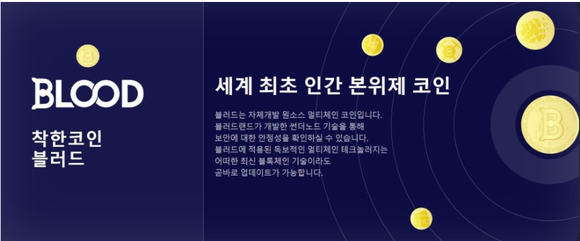 BLOOD
착한코인
블러드
세계 최초 인간 본위제 코인
블러드는 자체개발 원소스 멀티체인 코인입니다.
블러드랜드가 개발한 썬더노드 기술을 통해
보안에 대한 안정성을 확인하실 수 있습니다.
블러드에 적용된 독보적인 멀티체인 테크놀러지는
어떠한 최신 블록체인 기술이라도
곧바로 업데이트가 가능합니다.